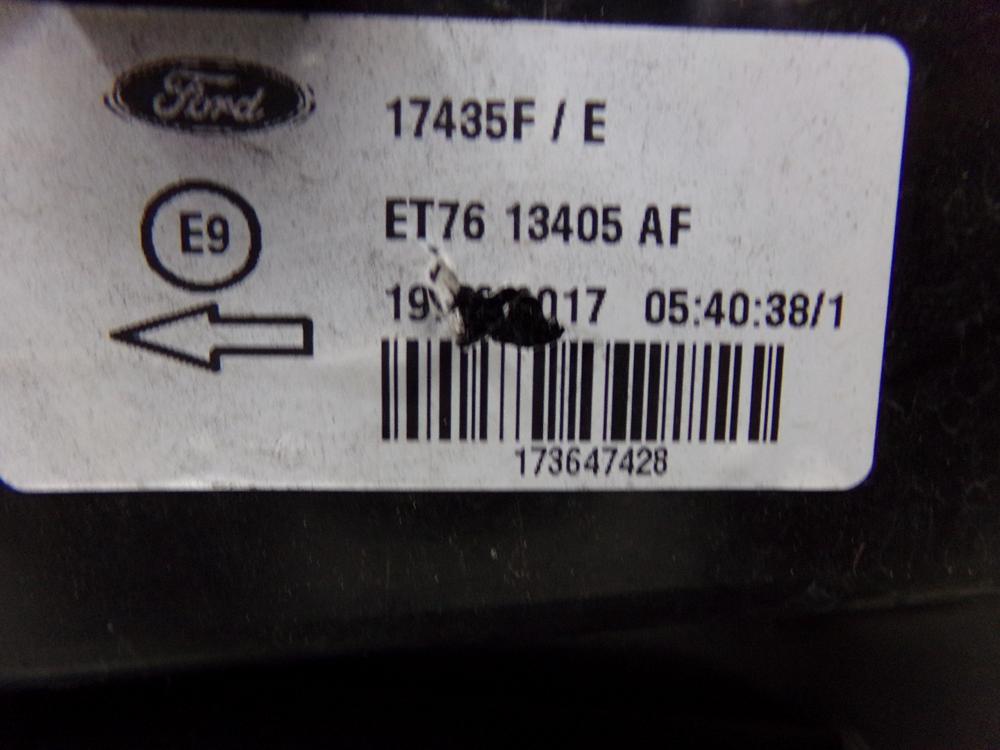 Ford
17435F / E
E9
ET76 13405 AF
05:40:38/1
173647428